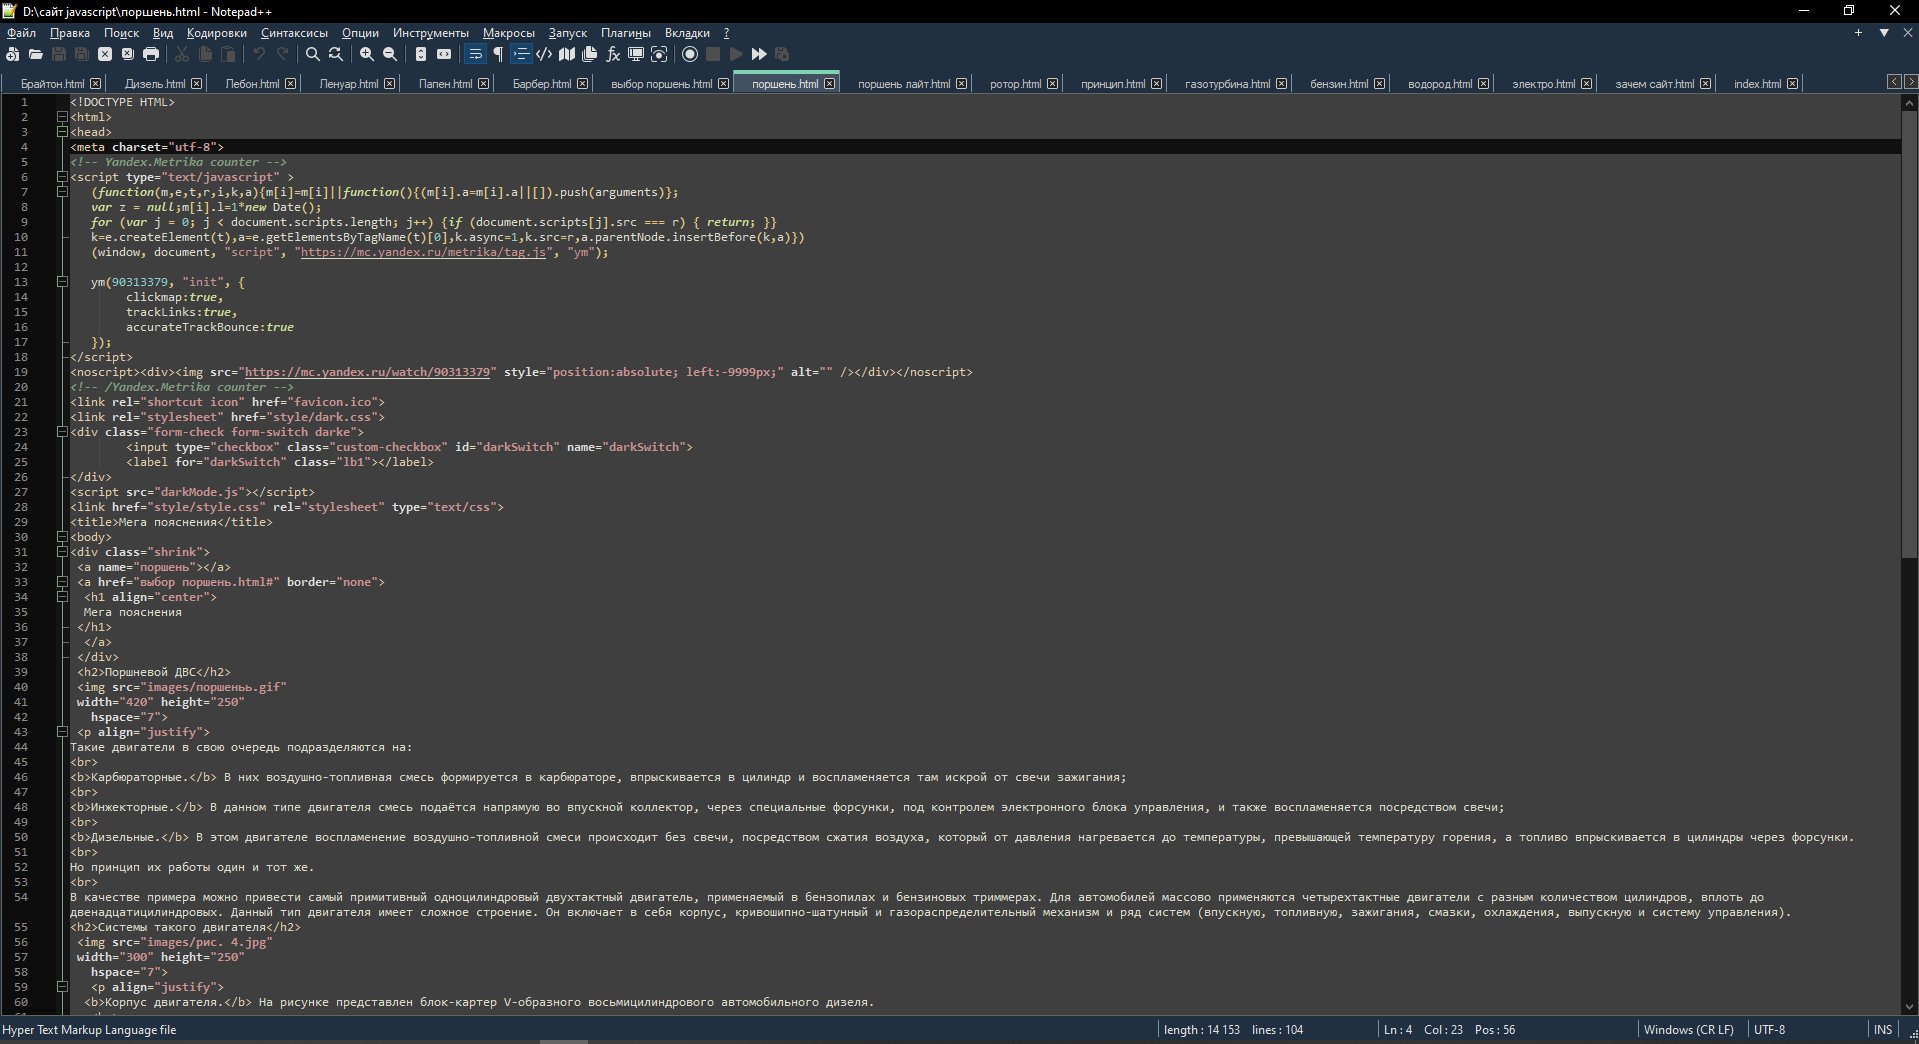 D:\сайт javascript\поршень.html - Notepad++
Файл Правка Поиск Вид Кодировки Синтаксисы Опции Инструменты Макросы Запуск Плагины Вкладки ?
Брайтон.html Дизель.html Лебон.html Ленуар.html Папен.html Барбер.html выбор поршень.html поршень.html поршень лайт.html ротор.html принцип.html газотурбина.html бензин.html водород.html электро.html зачем сайт.html index.html
1 <!DOCTYPE HTML>
2 <html>
3 <head>
4 <meta charset="utf-8">
5 <!-- Yandex.Metrika counter -->
6 <script type="text/javascript" >
7 (function(m,e,t,r,i,k,a){m[i]=m[i]||function(){(m[i].a=m[i].a||[]).push(arguments)};
8 var z = null;m[i].l=1*new Date();
9 for (var j = 0; j < document.scripts.length; j++) {if (document.scripts[j].src === r) { return; }}
10 k=e.createElement(t),a=e.getElementsByTagName(t)[0],k.async=1,k.src=r,a.parentNode.insertBefore(k,a)})
11 (window, document, "script", "https://mc.yandex.ru/metrika/tag.js", "ym");
12
13 ym(90313379, "init", {
14 clickmap:true,
15 trackLinks:true,
16 accurateTrackBounce:true
17 });
18 </script>
19 <noscript><div><img src="https://mc.yandex.ru/watch/90313379" style="position:absolute; left:-9999px;" alt="" /></div></noscript>
20 <!-- /Yandex.Metrika counter -->
21 <link rel="shortcut icon" href="favicon.ico">
22 <link rel="stylesheet" href="style/dark.css">
23 <div class="form-check form-switch darke">
24 <input type="checkbox" class="custom-checkbox" id="darkSwitch" name="darkSwitch">
25 <label for="darkSwitch" class="lb1"></label>
26 </div>
27 <script src="darkMode.js"></script>
28 <link href="style/style.css" rel="stylesheet" type="text/css">
29 <title>Мега пояснения</title>
30 <body>
31 <div class="shrink">
32 <a name="поршень"></a>
33 <a href="выбор поршень.html#" border="none">
34 <h1 align="center">
35 Мега пояснения
36 </h1>
37 </a>
38 </div>
39 <h2>Поршневой ДВС</h2>
40 <img src="images/поршеньь.gif"
41 width="420" height="250"
42 hspace="7">
43 <p align="justify">
44 Такие двигатели в свою очередь подразделяются на:
45 <br>
46 <b>Карбюраторные.</b> В них воздушно-топливная смесь формируется в карбюраторе, впрыскивается в цилиндр и воспламеняется там искрой от свечи зажигания;
47 <br>
48 <b>Инжекторные.</b> В данном типе двигателя смесь подаётся напрямую во впускной коллектор, через специальные форсунки, под контролем электронного блока управления, и также воспламеняется посредством свечи;
49 <br>
50 <b>Дизельные.</b> В этом двигателе воспламенение воздушно-топливной смеси происходит без свечи, посредством сжатия воздуха, который от давления нагревается до температуры, превышающей температуру горения, а топливо впрыскивается в цилиндры через форсунки.
51 <br>
52 Но принцип их работы один и тот же.
53 <br>
54 В качестве примера можно привести самый примитивный одноцилиндровый двухтактный двигатель, применяемый в бензопилах и бензиновых триммерах. Для автомобилей массово применяются четырехтактные двигатели с разным количеством цилиндров, вплоть до
двенадцатицилиндровых. Данный тип двигателя имеет сложное строение. Он включает в себя корпус, кривошипно-шатунный и газораспределительный механизм и ряд систем (впускную, топливную, зажигания, смазки, охлаждения, выпускную и систему управления).
55 <h2>Системы такого двигателя</h2>
56 <img src="images/рис. 4.jpg"
57 width="300" height="250"
58 hspace="7">
59 <p align="justify">
60 <b>Корпус двигателя.</b> На рисунке представлен блок-картер V-образного восьмицилиндрового автомобильного дизеля.
Hyper Text Markup Language file length : 14 153 lines : 104 Ln : 4 Col : 23 Pos : 56 Windows (CR LF) UTF-8 INS